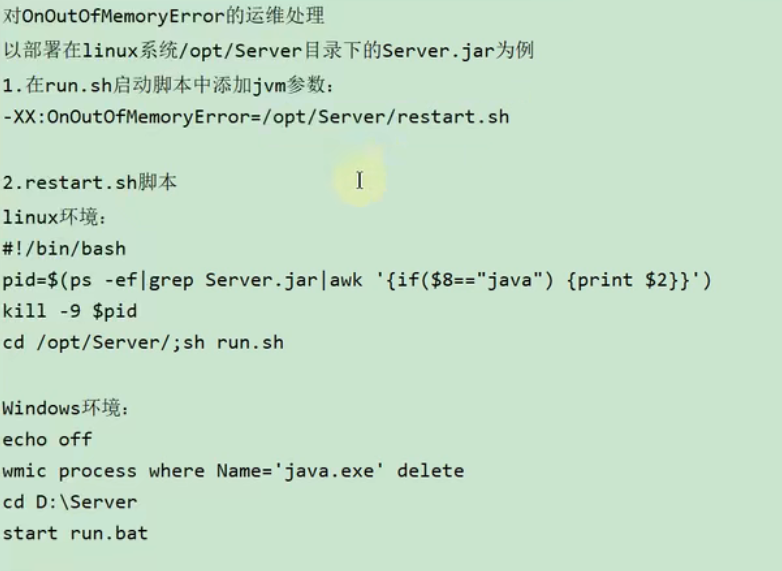 对OnOutOfMemoryError的运维处理
以部署在linux系统/opt/Server目录下的Server.jar为例
1.在run.sh启动脚本中添加jvm参数：
-XX:OnOutOfMemoryError=/opt/Server/restart.sh
2.restart.sh脚本
linux环境：
#!/bin/bash
pid=$(ps -ef|grep Server.jar|awk '{if($8=="java") {print $2}}')
kill -9 $pid
cd /opt/Server/;sh run.sh
Windows环境：
echo off
wmic process where Name='java.exe' delete
cd D:\Server
start run.bat